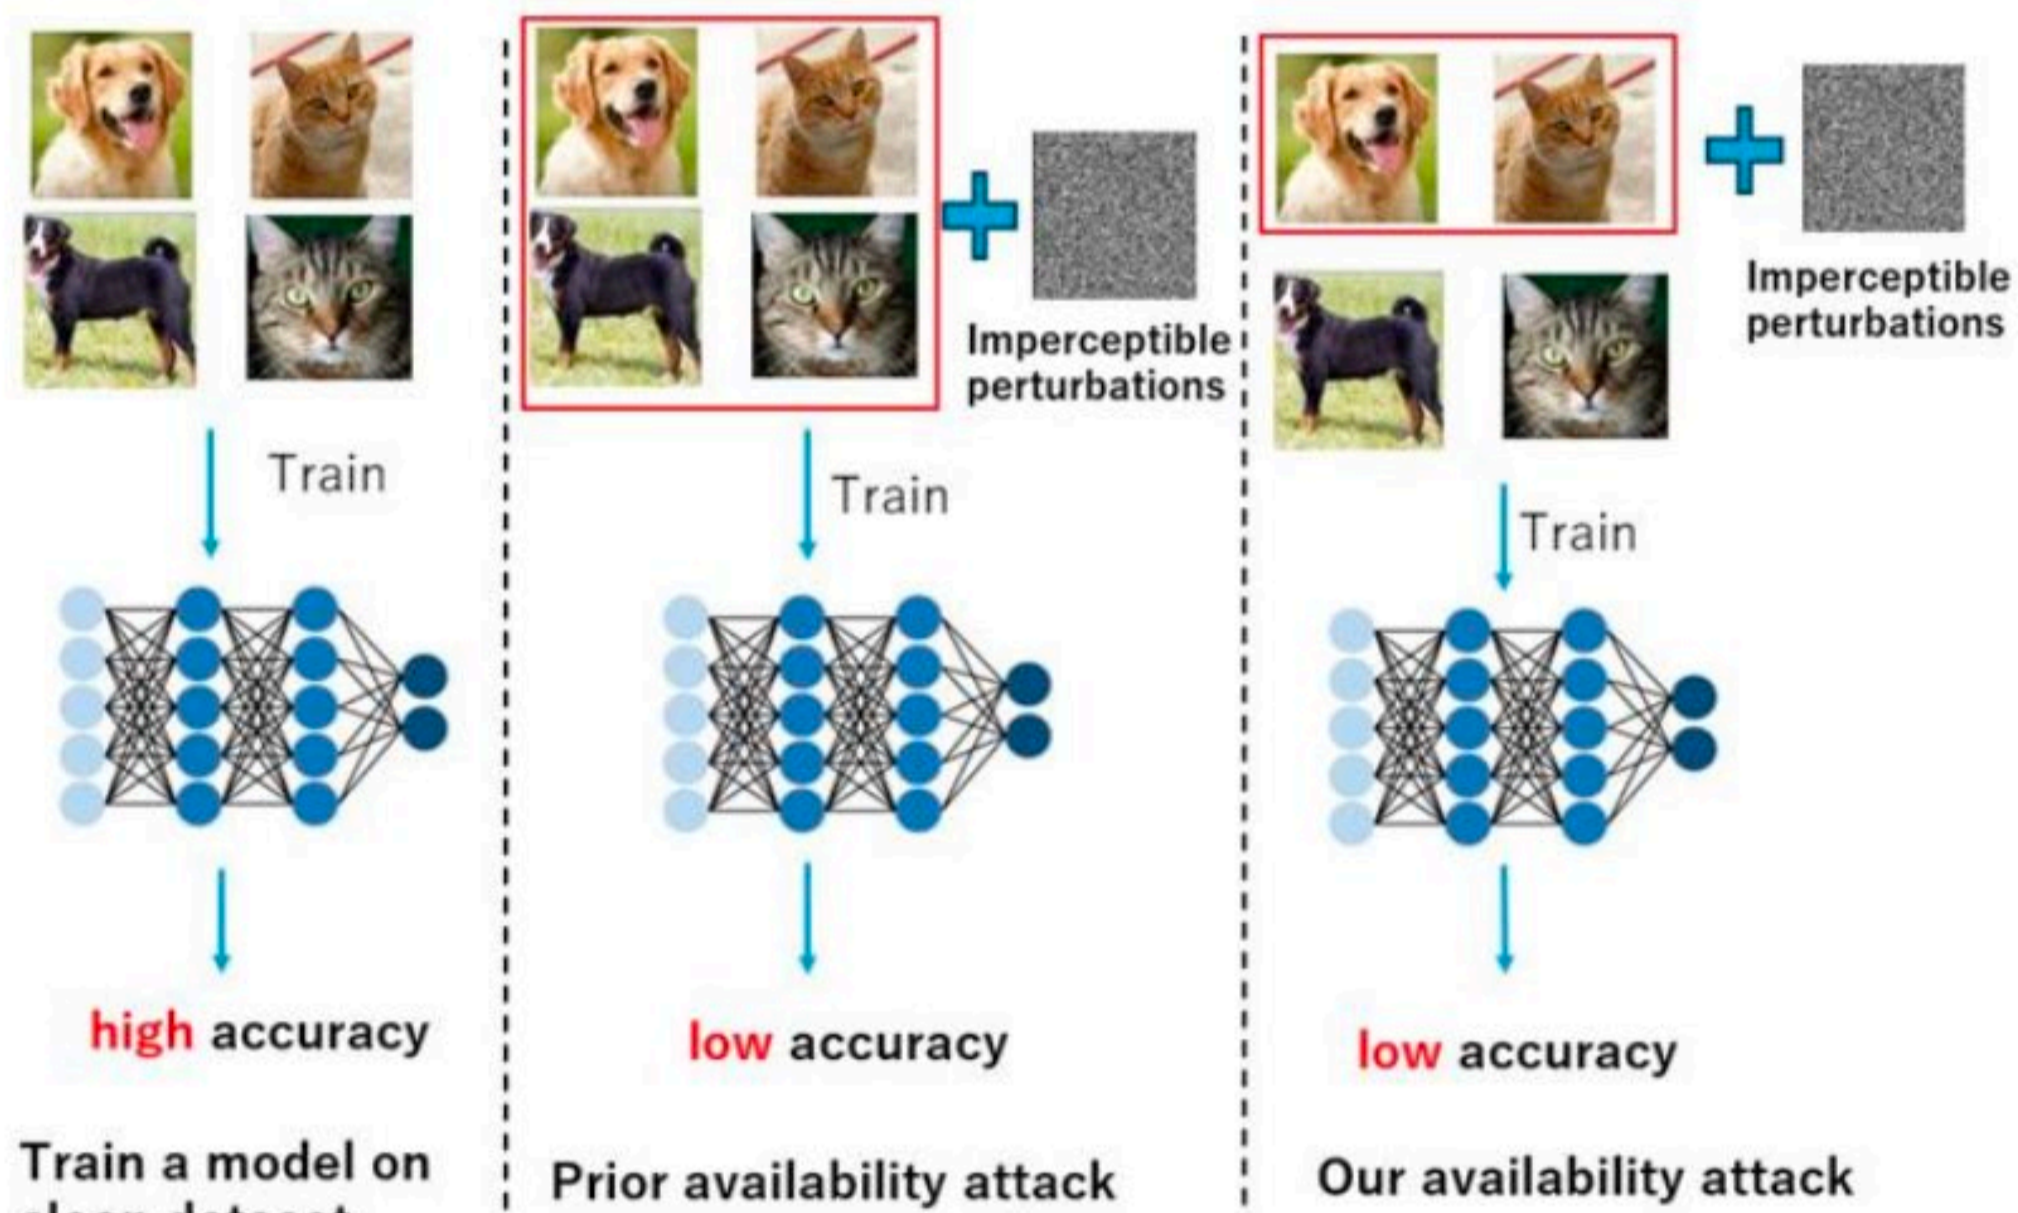 Imperceptible
perturbations
Imperceptible
perturbations
Train
Train
Train
high accuracy
low accuracy
low accuracy
Train a model on
Prior availability attack
Our availability attack